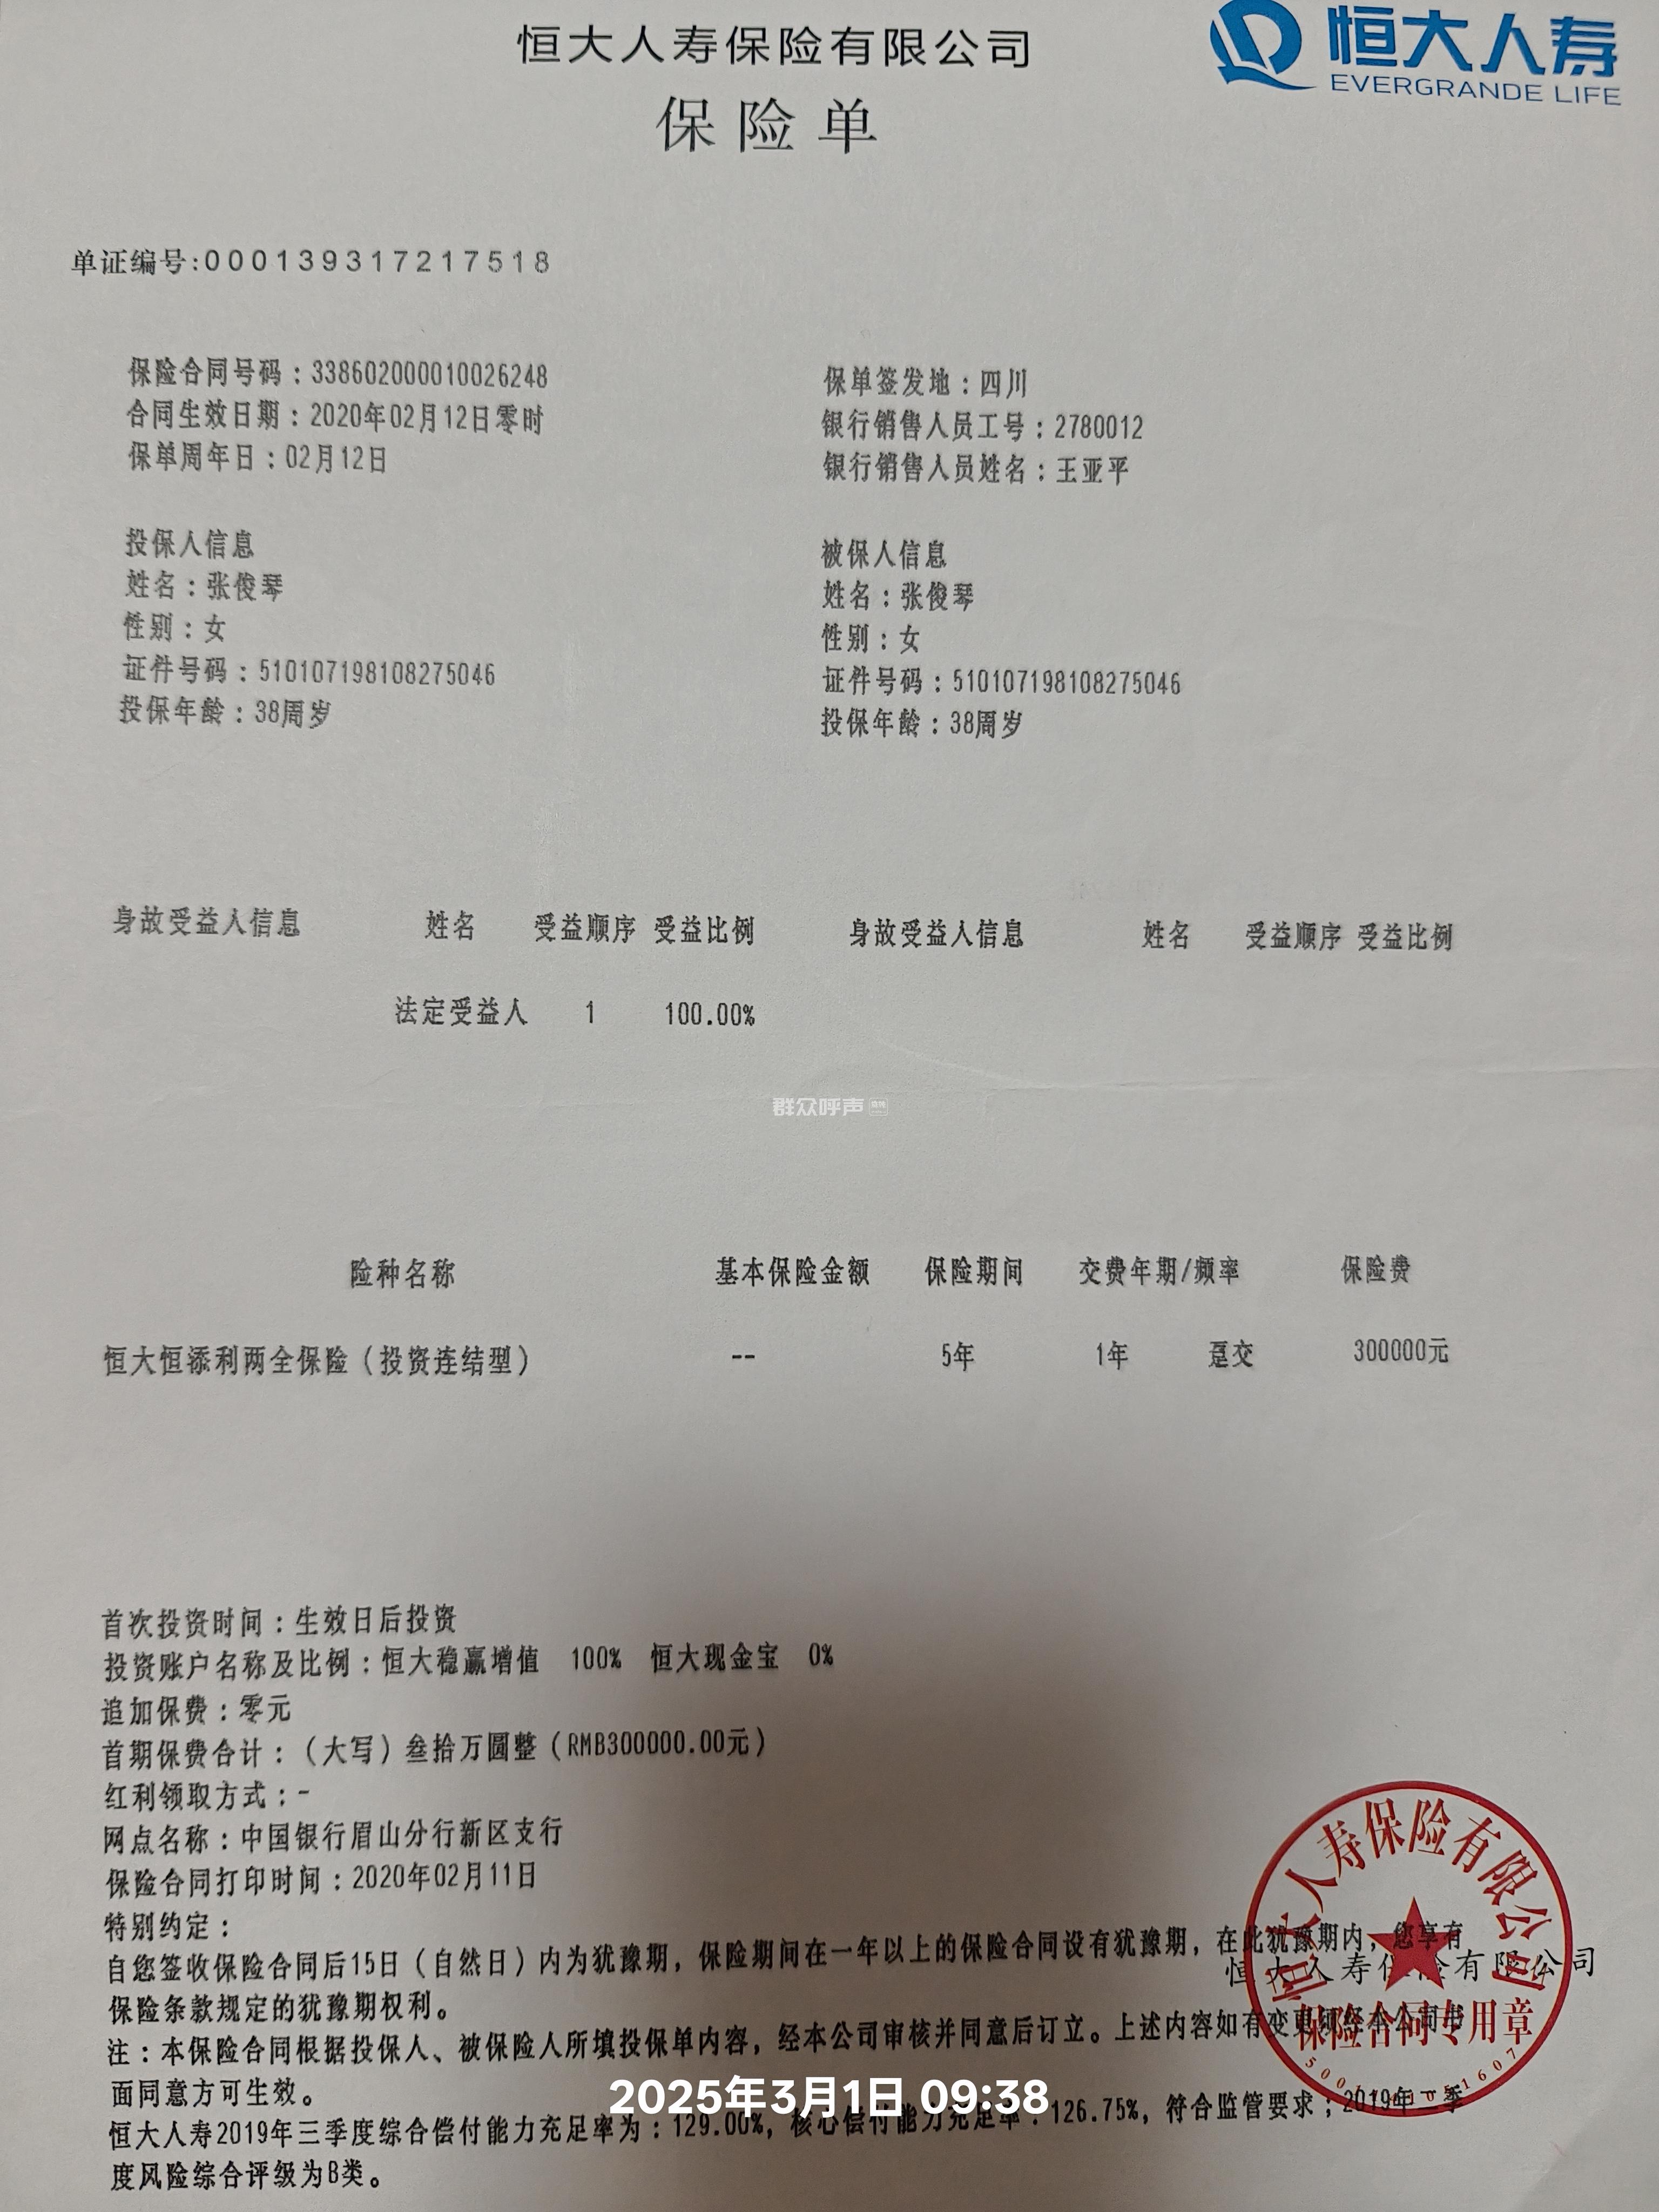 恒大人寿保险有限公司
恒大人寿
EVERGRANDE LIFE
保险单
单证编号:000139317217518
保险合同号码:338602000010026248
合同生效日期:2020年02月12日零时
保单周年日:02月12日
保单签发地:四川
银行销售人员工号:2780012
银行销售人员姓名:王亚平
投保人信息
姓名:张俊琴
性别:女
证件号码:510107198108275046
投保年龄:38周岁
被保人信息
姓名:张俊琴
性别:女
证件号码:510107198108275046
投保年龄:38周岁
身故受益人信息 姓名 受益顺序 受益比例 身故受益人信息 姓名 受益顺序 受益比例
法定受益人 1 100.00%
群众呼声
险种名称 基本保险金额 保险期间 交费年期/频率 保险费
恒大恒添利两全保险(投资连结型) -- 5年 1年 趸交 300000元
首次投资时间:生效日后投资
投资账户名称及比例:恒大稳赢增值 100% 恒大现金宝 0%
追加保费:零元
首期保费合计:(大写)叁拾万圆整(RMB300000.00元)
红利领取方式:-
网点名称:中国银行眉山分行新区支行
保险合同打印时间:2020年02月11日
特别约定:
自您签收保险合同后15日(自然日)内为犹豫期,保险期间在一年以上的保险合同设有犹豫期,在此犹豫期内,您享有
保险条款规定的犹豫期权利。
注:本保险合同根据投保人、被保险人所填投保单内容,经本公司审核并同意后订立。上述内容如有变更须经本公司书
面同意方可生效。
恒大人寿2019年三季度综合偿付能力充足率为:129.00%,核心偿付能力充足率:126.75%,符合监管要求;2019年二季
度风险综合评级为B类。
恒大人寿保险有限公司
恒大人寿保险有限公司
保险合同专用章
2025年3月1日 09:38